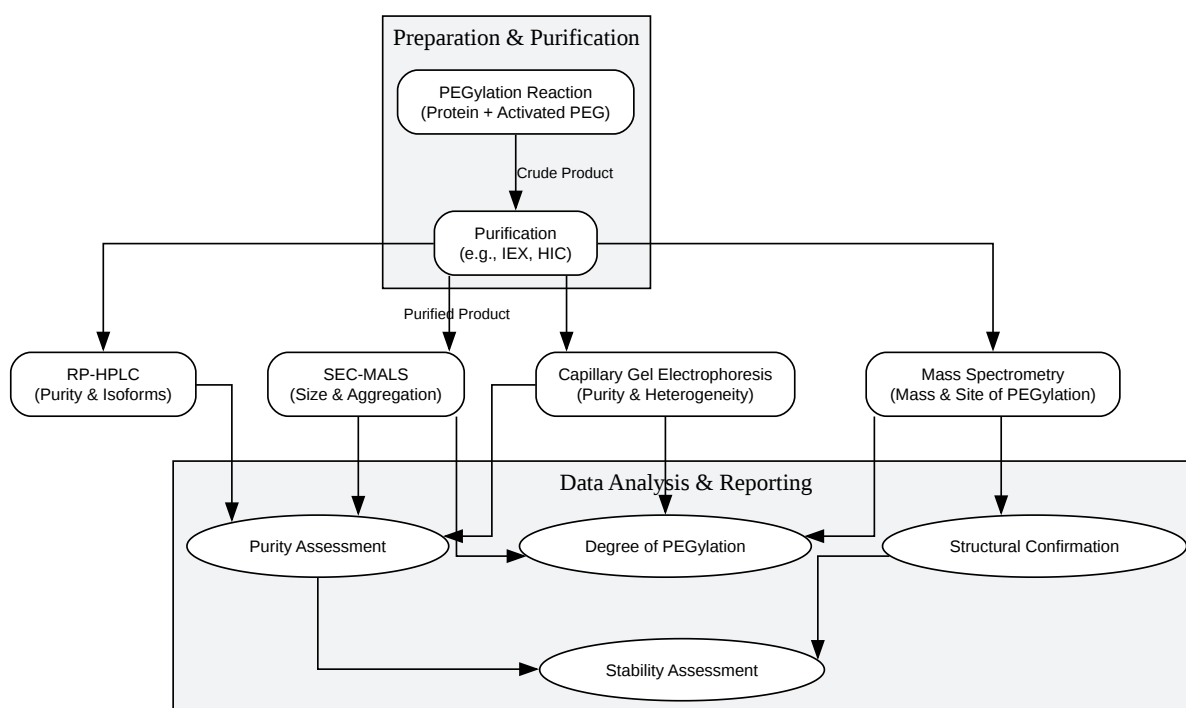 Preparation & Purification
PEGylation Reaction
(Protein + Activated PEG)
Crude Product
Purification
(e.g., IEX, HIC)
Purified Product
RP-HPLC
(Purity & Isoforms)
SEC-MALS
(Size & Aggregation)
Capillary Gel Electrophoresis
(Purity & Heterogeneity)
Mass Spectrometry
(Mass & Site of PEGylation)
Data Analysis & Reporting
Purity Assessment
Degree of PEGylation
Structural Confirmation
Stability Assessment